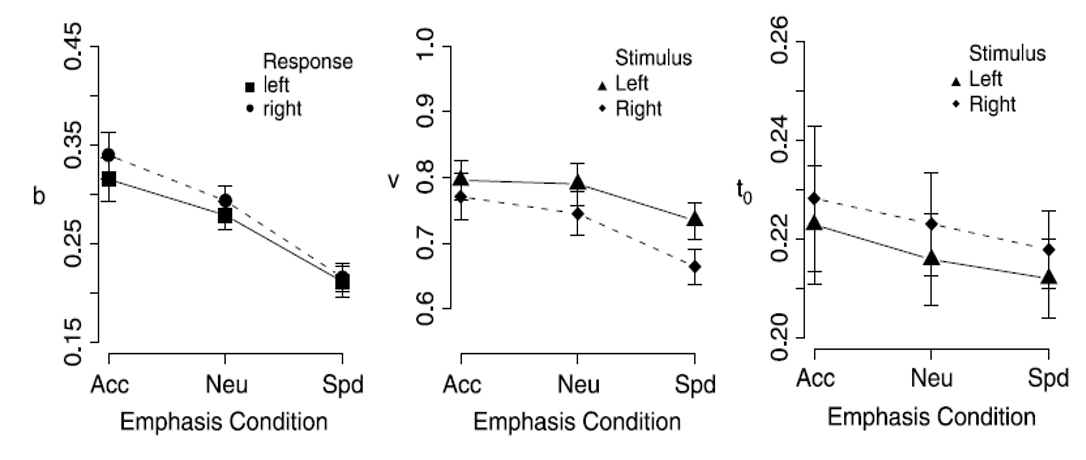 b
0.45
0.35
0.25
0.15
Response
left
right
Acc Neu Spd
Emphasis Condition
v
1.0
0.9
0.8
0.7
0.6
Stimulus
Left
Right
Acc Neu Spd
Emphasis Condition
t0
0.26
0.24
0.22
0.20
Stimulus
Left
Right
Acc Neu Spd
Emphasis Condition